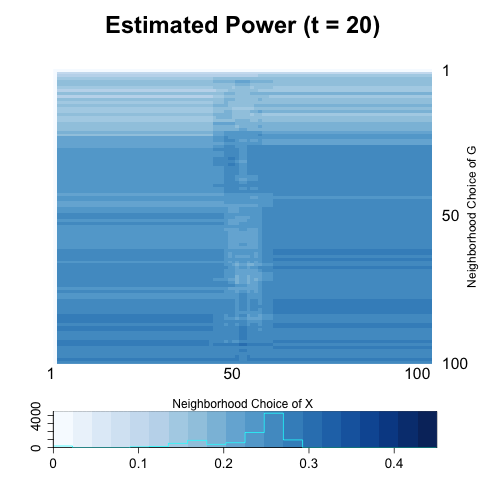 Estimated Power (t = 20)
1
50
100
Neighborhood Choice of G
1 50 100
Neighborhood Choice of X
0 4000
0 0.1 0.2 0.3 0.4